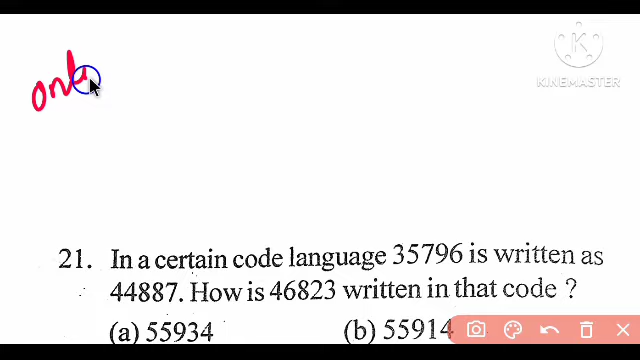 onl
KINEMASTER
21. In a certain code language 35796 is written as
44887. How is 46823 written in that code ?
(a) 55934 (b) 55914